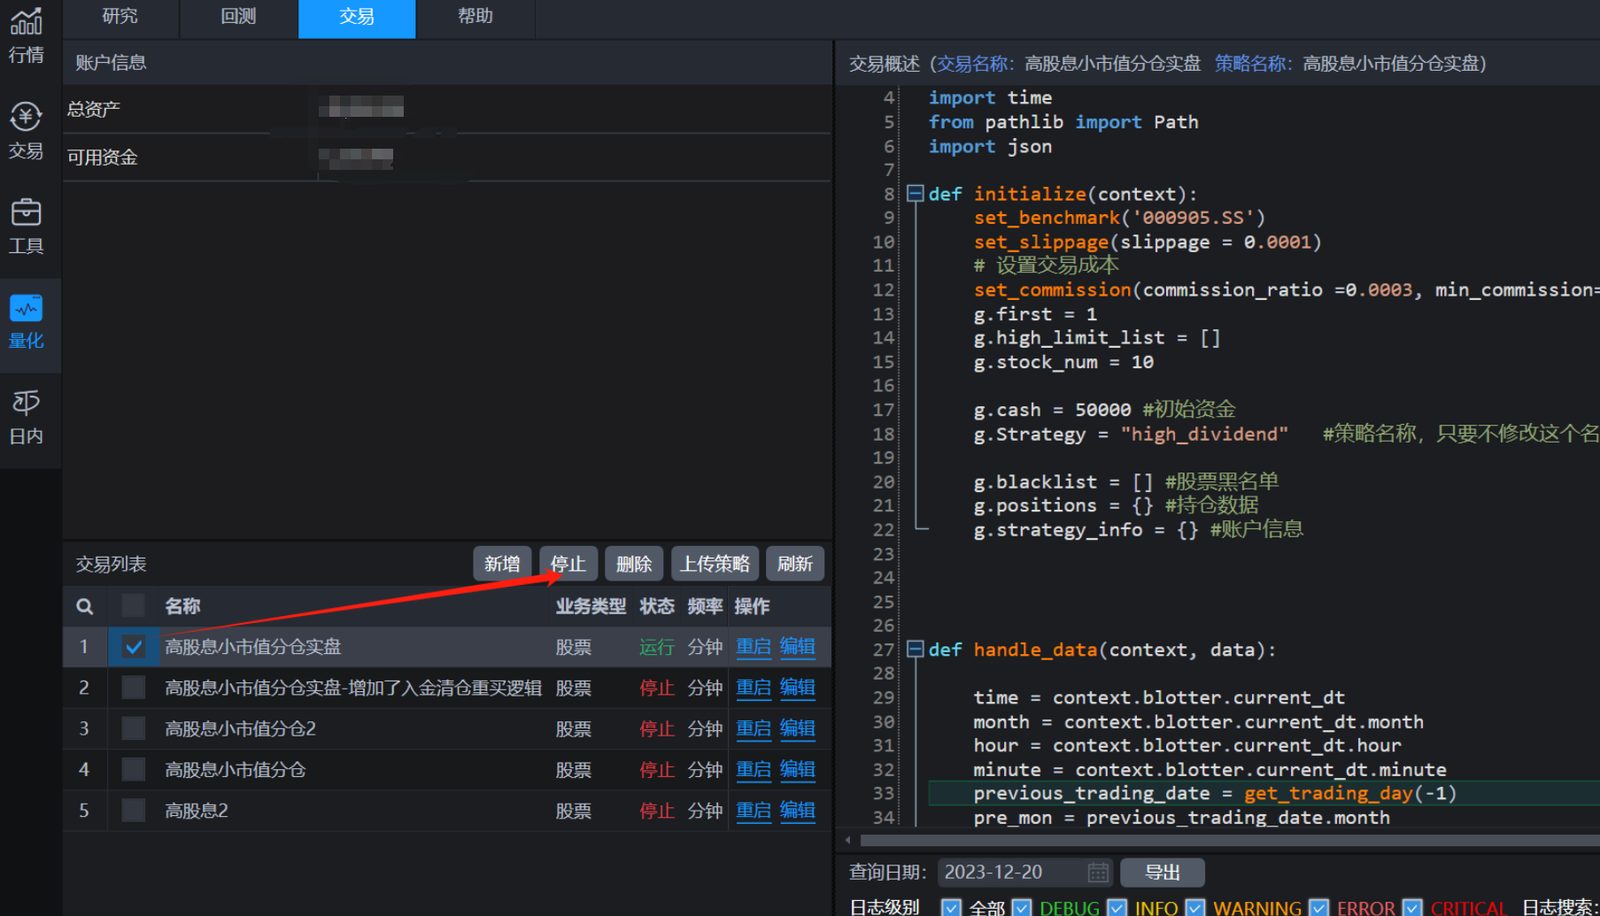 研究 回测 交易 帮助
行情
交易
工具
量化
日内
账户信息
总资产
可用资金
交易列表 新增 停止 删除 上传策略 刷新
名称 业务类型 状态 频率 操作
1 高股息小市值分仓实盘 股票 运行 分钟 重启 编辑
2 高股息小市值分仓实盘-增加了入金清仓重买逻辑 股票 停止 分钟 重启 编辑
3 高股息小市值分仓2 股票 停止 分钟 重启 编辑
4 高股息小市值分仓 股票 停止 分钟 重启 编辑
5 高股息2 股票 停止 分钟 重启 编辑
交易概述（交易名称：高股息小市值分仓实盘 策略名称：高股息小市值分仓实盘）
4 import time
5 from pathlib import Path
6 import json
7
8 def initialize(context):
9 set_benchmark('000905.SS')
10 set_slippage(slippage = 0.0001)
11 # 设置交易成本
12 set_commission(commission_ratio =0.0003, min_commission=
13 g.first = 1
14 g.high_limit_list = []
15 g.stock_num = 10
16
17 g.cash = 50000 #初始资金
18 g.Strategy = "high_dividend" #策略名称，只要不修改这个名
19
20 g.blacklist = [] #股票黑名单
21 g.positions = {} #持仓数据
22 g.strategy_info = {} #账户信息
23
24
25
26
27 def handle_data(context, data):
28
29 time = context.blotter.current_dt
30 month = context.blotter.current_dt.month
31 hour = context.blotter.current_dt.hour
32 minute = context.blotter.current_dt.minute
33 previous_trading_date = get_trading_day(-1)
34 pre_mon = previous_trading_date.month
查询日期： 2023-12-20 导出
日志级别 全部 DEBUG INFO WARNING ERROR CRITICAL 日志搜索: